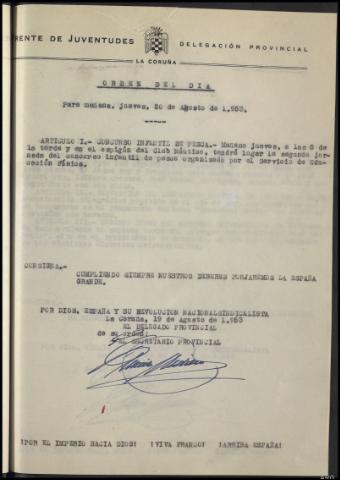 RENTE DE JUVENTUDES DELEGACIÓN PROVINCIAL
LA CORUÑA
ORDEN DEL DIA
Para mañana, jueves, 20 de Agosto de 1.953.
ARTICULO I.- CONCURSO INFANTIL DE PESCA.- Mañana jueves, a las 5 de
la tarde y en el espigón del Club Náutico, tendrá lugar la segunda jor-
nada del concurso infantil de pesca organizado por el Servicio de Edu-
cación Física.
CONSIGNA.-
CUMPLIENDO SIEMPRE NUESTROS DEBERES FORJAREMOS LA ESPAÑA
GRANDE.
POR DIOS, ESPAÑA Y SU REVOLUCION NACIONALSINDICALISTA
La Coruña, 19 de Agosto de 1.953
EL DELEGADO PROVINCIAL
de su orden:
EL SECRETARIO PROVINCIAL
¡POR EL IMPERIO HACIA DIOS! ¡VIVA FRANCO! ¡ARRIBA ESPAÑA!